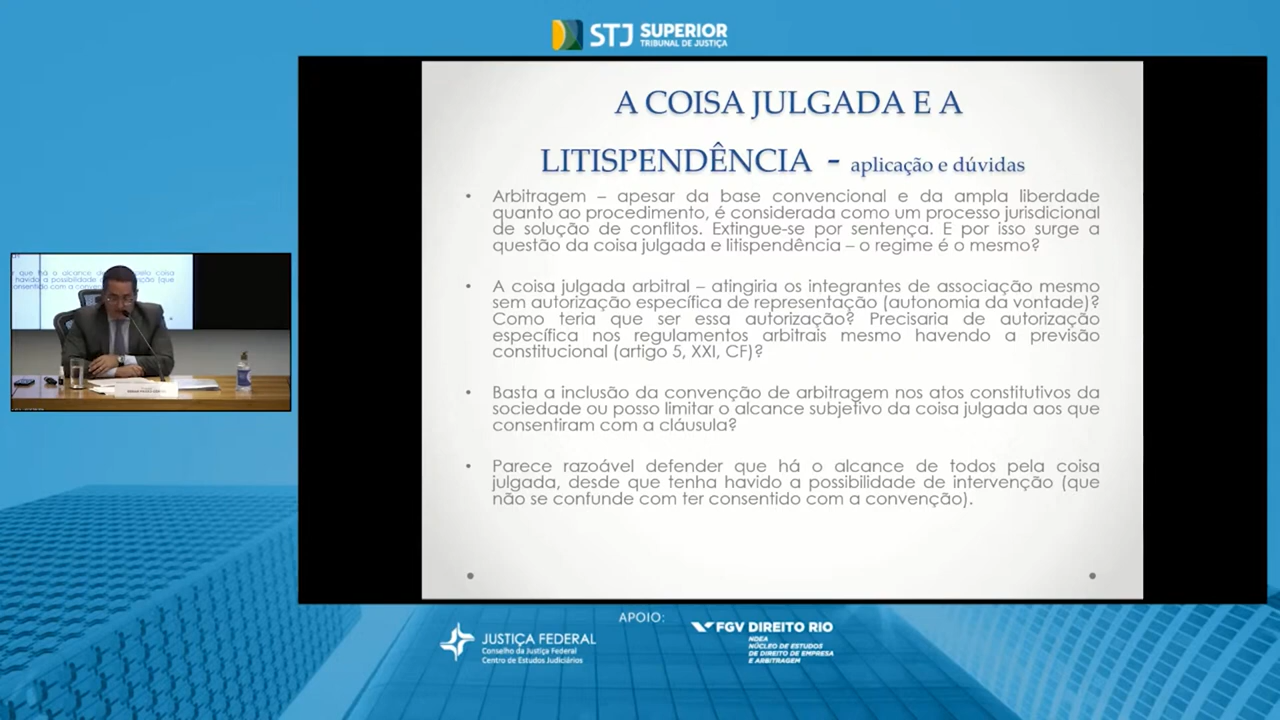 STJ SUPERIOR
TRIBUNAL DE JUSTIÇA
A COISA JULGADA E A
LITISPENDÊNCIA - aplicação e dúvidas
• Arbitragem – apesar da base convencional e da ampla liberdade
quanto ao procedimento, é considerada como um processo jurisdicional
de solução de conflitos. Extingue-se por sentença. E por isso surge a
questão da coisa julgada e litispendência – o regime é o mesmo?
• A coisa julgada arbitral – atingiria os integrantes de associação mesmo
sem autorização específica de representação (autonomia da vontade)?
Como teria que ser essa autorização? Precisaria de autorização
específica nos regulamentos arbitrais mesmo havendo a previsão
constitucional (artigo 5, XXI, CF)?
• Basta a inclusão da convenção de arbitragem nos atos constitutivos da
sociedade ou posso limitar o alcance subjetivo da coisa julgada aos que
consentiram com a cláusula?
• Parece razoável defender que há o alcance de todos pela coisa
julgada, desde que tenha havido a possibilidade de intervenção (que
não se confunde com ter consentido com a convenção).
APOIO:
JUSTIÇA FEDERAL
Conselho da Justiça Federal
Centro de Estudos Judiciários
FGV DIREITO RIO
NDEA
NÚCLEO DE ESTUDOS
DE DIREITO DE EMPRESA
E ARBITRAGEM